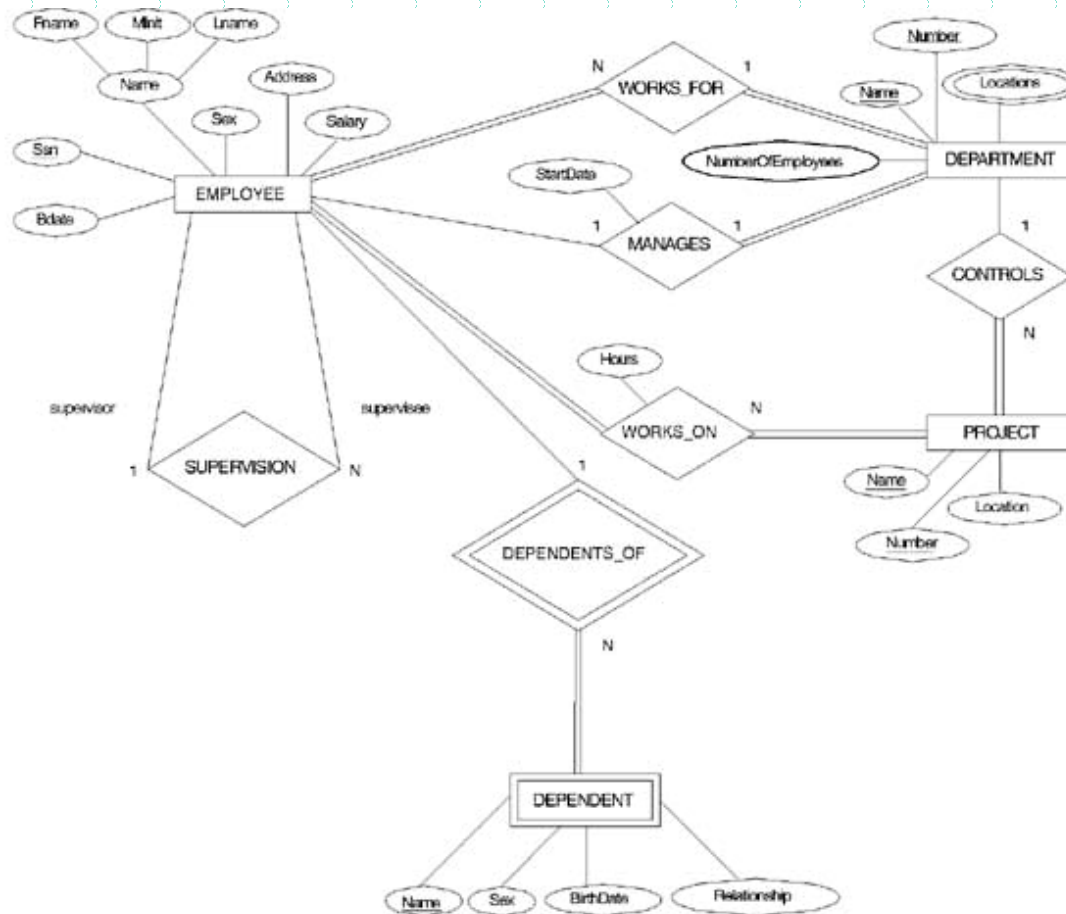 Fname
Minit
Lname
Number
Address
N
1
Name
WORKS_FOR
Locations
Name
Sex
Salary
Ssn
NumberOfEmployees
DEPARTMENT
StartDate
EMPLOYEE
Bdate
1
1
1
MANAGES
CONTROLS
N
Hours
supervisor
supervisee
N
WORKS_ON
PROJECT
1
SUPERVISION
N
1
Name
Location
Number
DEPENDENTS_OF
N
DEPENDENT
Name
Sex
BirthDate
Relationship